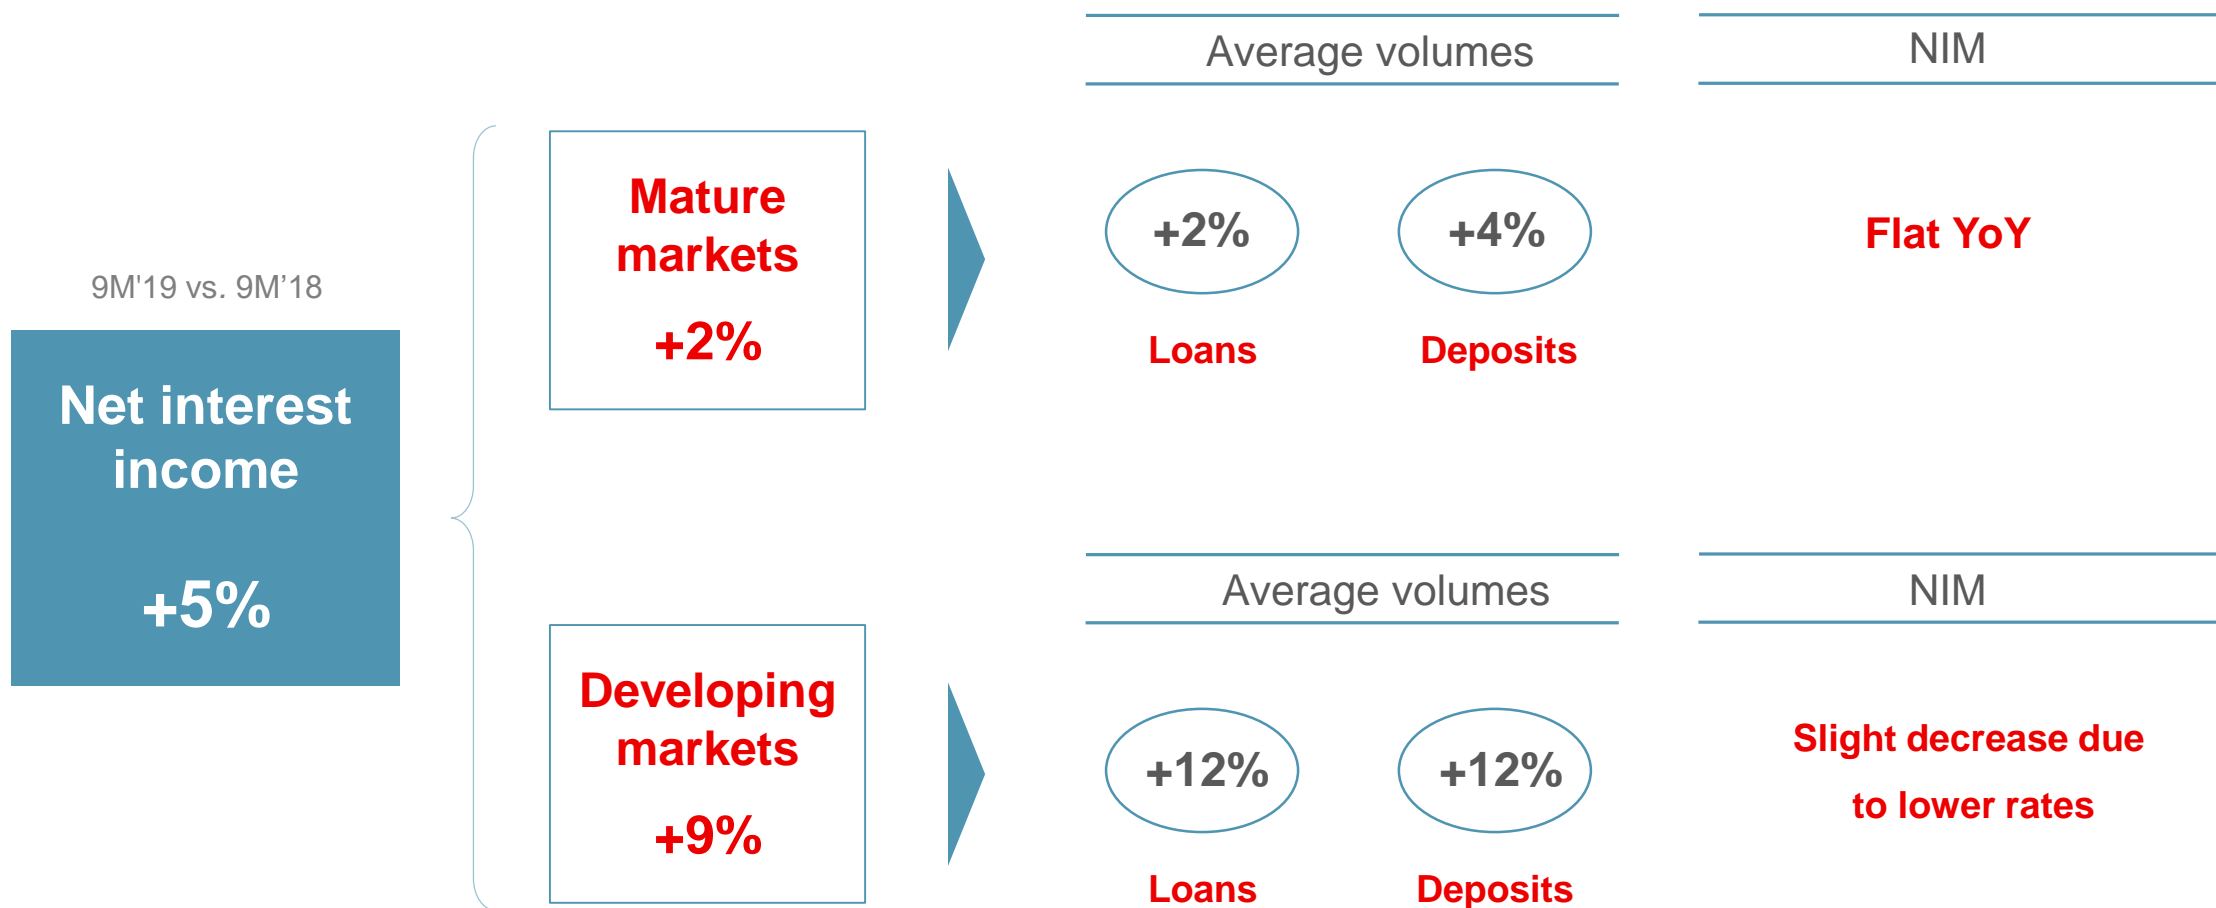 9M'19 vs. 9M’18
Net interest
income
+5%
Mature
markets
+2%
Average volumes
NIM
+2%
+4%
Flat YoY
Loans
Deposits
Developing
markets
+9%
Average volumes
NIM
+12%
+12%
Slight decrease due
to lower rates
Loans
Deposits